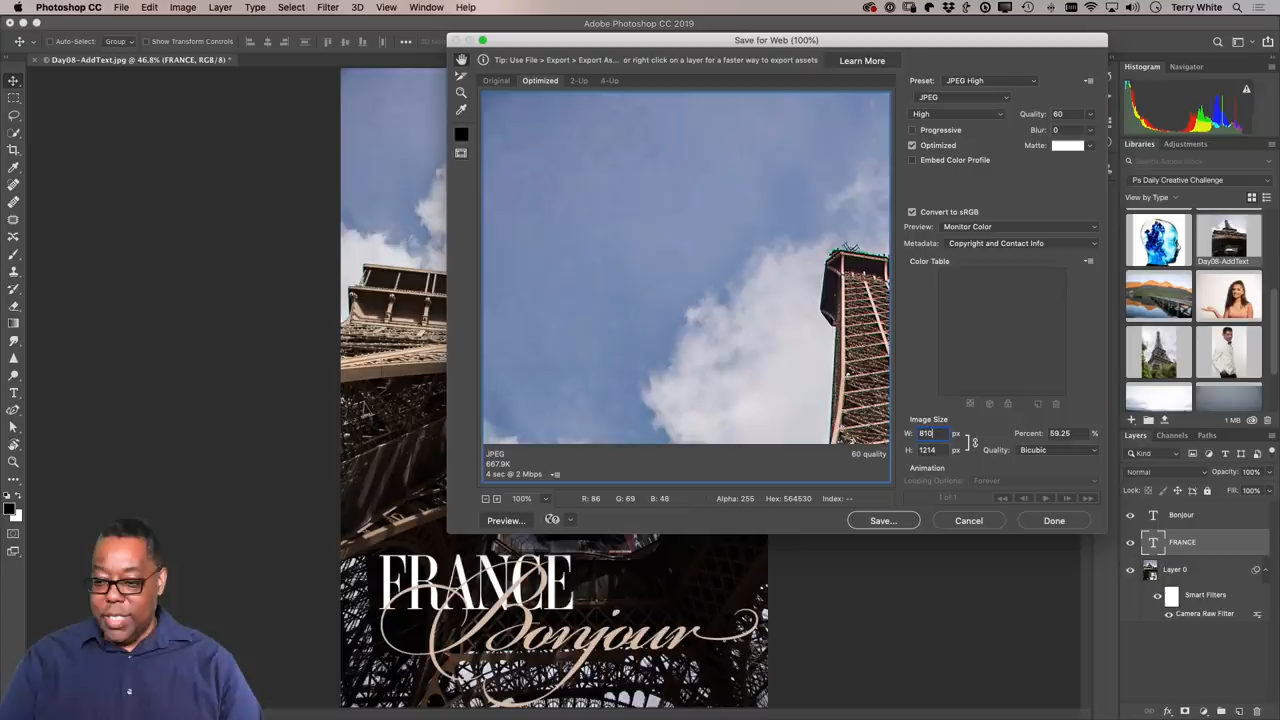 Photoshop CC File Edit Image Layer Type Select Filter 3D View Window Help Terry White
Adobe Photoshop CC 2019
Auto-Select: Group Show Transform Controls
© Day08-AddText.jpg @ 46.8% (FRANCE, RGB/8) *
Save for Web (100%)
Tip: Use File > Export > Export As... or right click on a layer for a faster way to export assets
Learn More
Original Optimized 2-Up 4-Up
JPEG
667.9K
4 sec @ 2 Mbps
60 quality
100% R: 86 G: 69 B: 48 Alpha: 255 Hex: 564530 Index: --
Preview... Save... Cancel Done
Preset: JPEG High
JPEG
High Quality: 60
Progressive Blur: 0
Optimized Matte:
Embed Color Profile
Convert to sRGB
Preview: Monitor Color
Metadata: Copyright and Contact Info
Color Table
Image Size
W: 810 px Percent: 59.25 %
H: 1214 px Quality: Bicubic
Animation
Looping Options: Forever
1 of 1
Histogram Navigator
Libraries Adjustments
Search Adobe Stock
Ps Daily Creative Challenge
View by Type
Day08-AddText
1 MB
Layers Channels Paths
Kind
Normal Opacity: 100%
Lock: Fill: 100%
Bonjour
FRANCE
Layer 0
Smart Filters
Camera Raw Filter
FRANCE
Bonjour